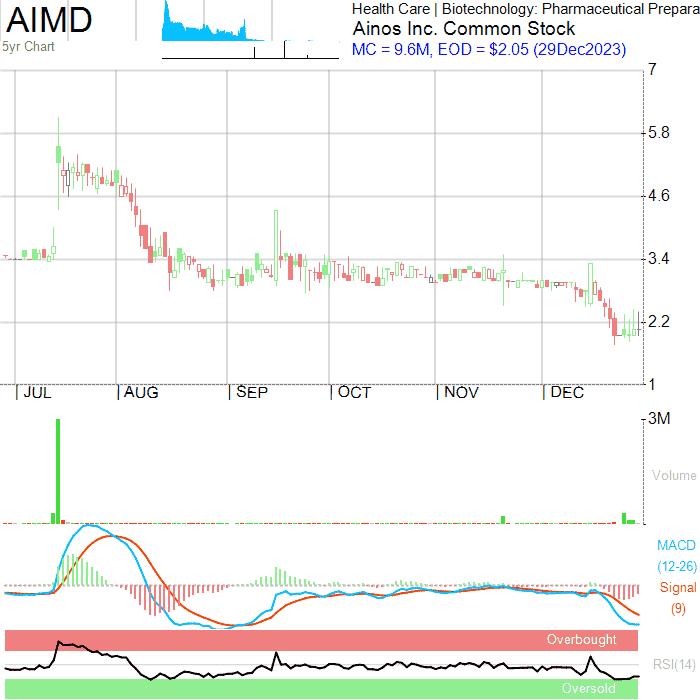 AIMD
5yr Chart
Health Care | Biotechnology: Pharmaceutical Prepara
Ainos Inc. Common Stock
MC = 9.6M, EOD = $2.05 (29Dec2023)
7
5.8
4.6
3.4
2.2
1
JUL AUG SEP OCT NOV DEC
3M
Volume
MACD
(12-26)
Signal
(9)
Overbought
RSI(14)
Oversold